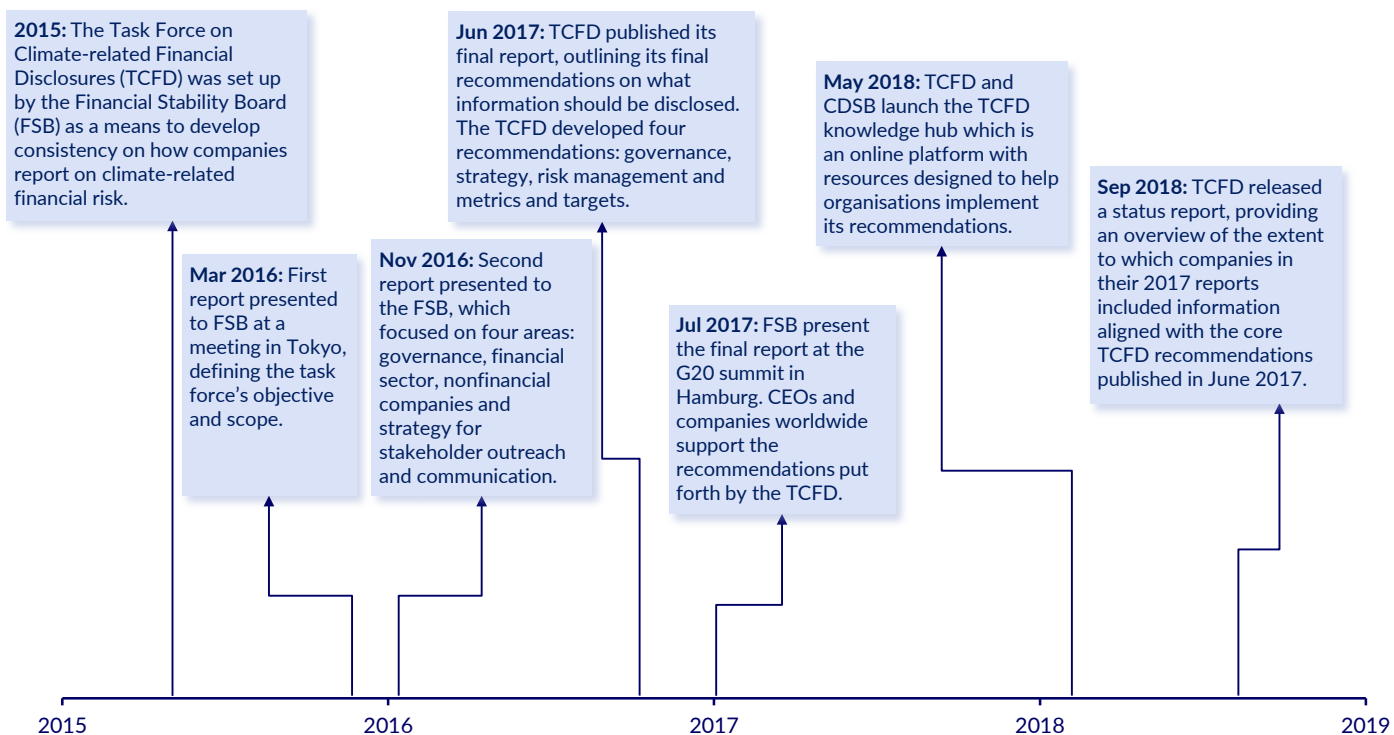 2015: The Task Force on
Climate-related Financial
Disclosures (TCFD) was set up
by the Financial Stability Board
(FSB) as a means to develop
consistency on how companies
report on climate-related
financial risk.
Mar 2016: First
report presented
to FSB at a
meeting in Tokyo,
defining the task
force’s objective
and scope.
Nov 2016: Second
report presented to
the FSB, which
focused on four areas:
governance, financial
sector, nonfinancial
companies and
strategy for
stakeholder outreach
and communication.
Jun 2017: TCFD published its
final report, outlining its final
recommendations on what
information should be disclosed.
The TCFD developed four
recommendations: governance,
strategy, risk management and
metrics and targets.
Jul 2017: FSB present
the final report at the
G20 summit in
Hamburg. CEOs and
companies worldwide
support the
recommendations put
forth by the TCFD.
May 2018: TCFD and
CDSB launch the TCFD
knowledge hub which is
an online platform with
resources designed to help
organisations implement
its recommendations.
Sep 2018: TCFD released
a status report, providing
an overview of the extent
to which companies in
their 2017 reports
included information
aligned with the core
TCFD recommendations
published in June 2017.
2015 2016 2017 2018 2019